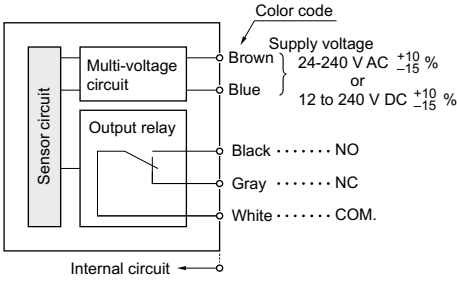 Color code
Brown
Supply voltage
24-240 V AC +10 −15 %
or
12 to 240 V DC +10 −15 %
Multi-voltage
circuit
Blue
Sensor circuit
Output relay
Black ······· NO
Gray ······· NC
White ······· COM.
Internal circuit